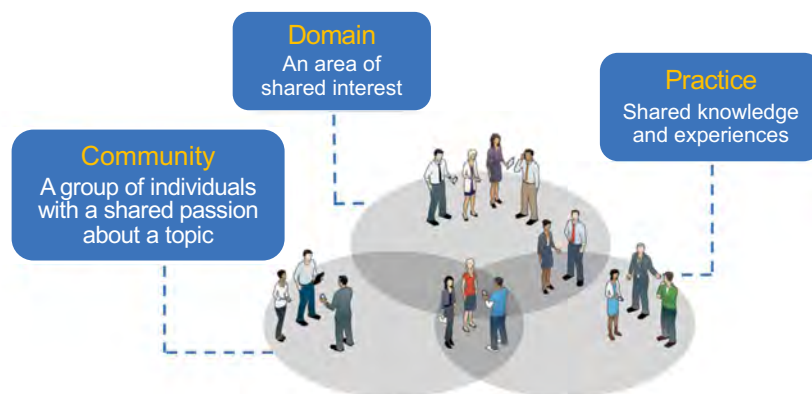 Domain
An area of
shared interest
Practice
Shared knowledge
and experiences
Community
A group of individuals
with a shared passion
about a topic